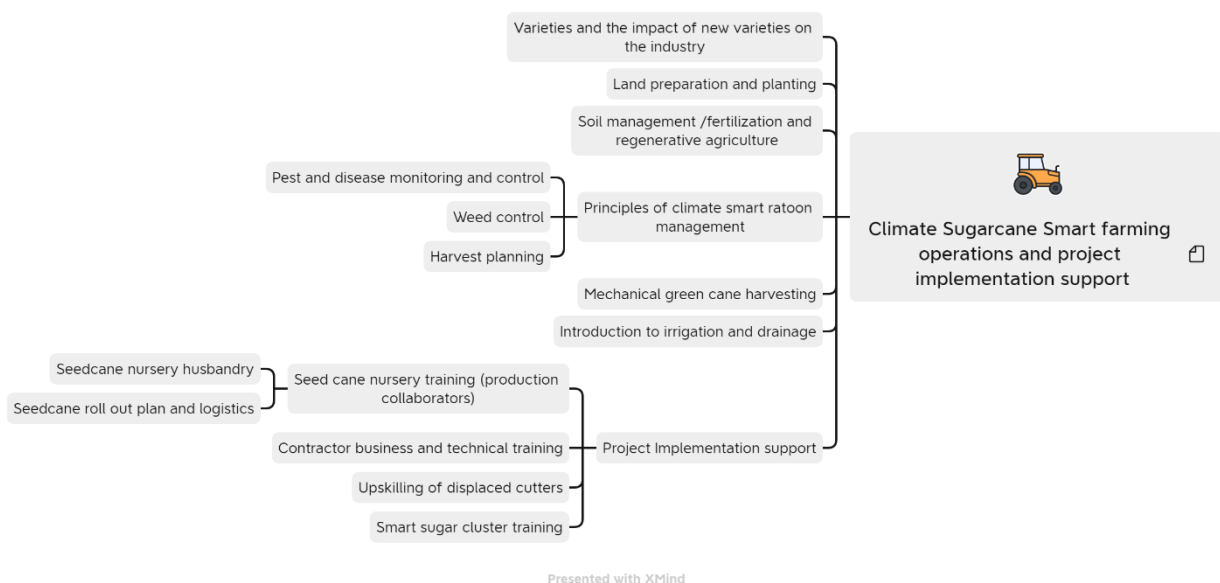 Varieties and the impact of new varieties on
the industry
Land preparation and planting
Soil management /fertilization and
regenerative agriculture
Pest and disease monitoring and control
Weed control
Harvest planning
Principles of climate smart ratoon
management
Mechanical green cane harvesting
Introduction to irrigation and drainage
Climate Sugarcane Smart farming
operations and project
implementation support
Seedcane nursery husbandry
Seedcane roll out plan and logistics
Seed cane nursery training (production
collaborators)
Contractor business and technical training
Upskilling of displaced cutters
Smart sugar cluster training
Project Implementation support
Presented with XMind